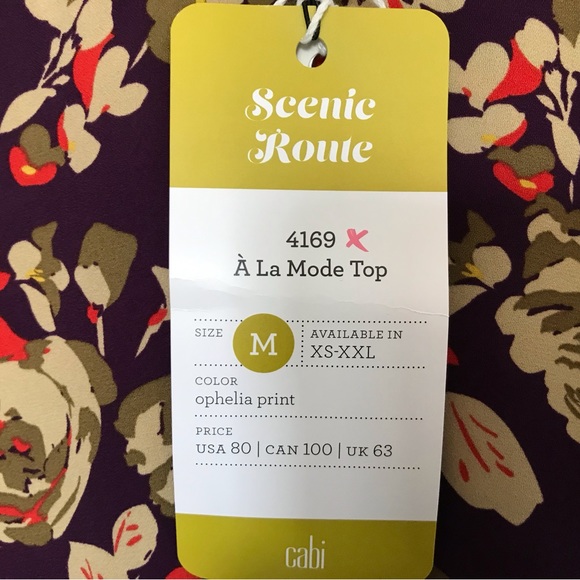 Scenic
Route
4169
À La Mode Top
SIZE M AVAILABLE IN
XS-XXL
COLOR
ophelia print
PRICE
USA 80 | CAN 100 | UK 63
cabi